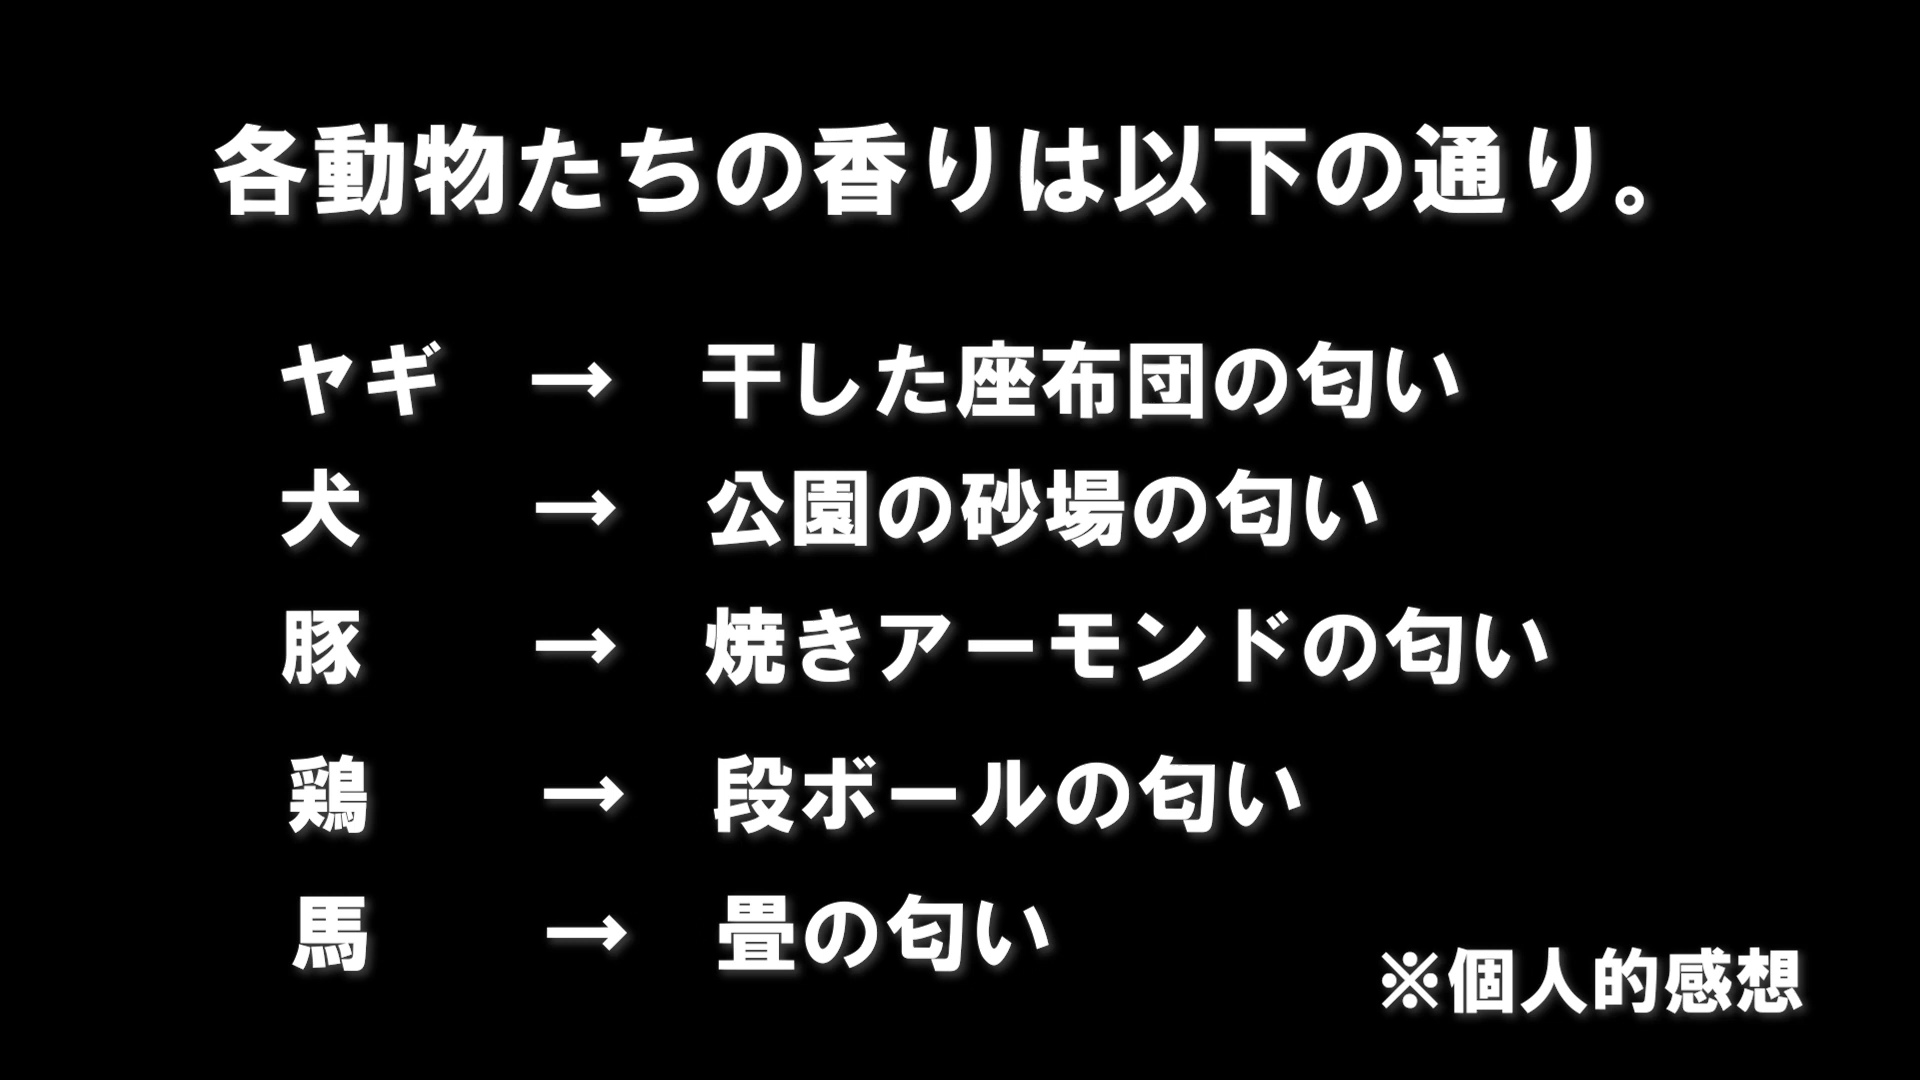 各動物たちの香りは以下の通り。
ヤギ → 干した座布団の匂い
犬 → 公園の砂場の匂い
豚 → 焼きアーモンドの匂い
鶏 → 段ボールの匂い
馬 → 畳の匂い
※個人的感想